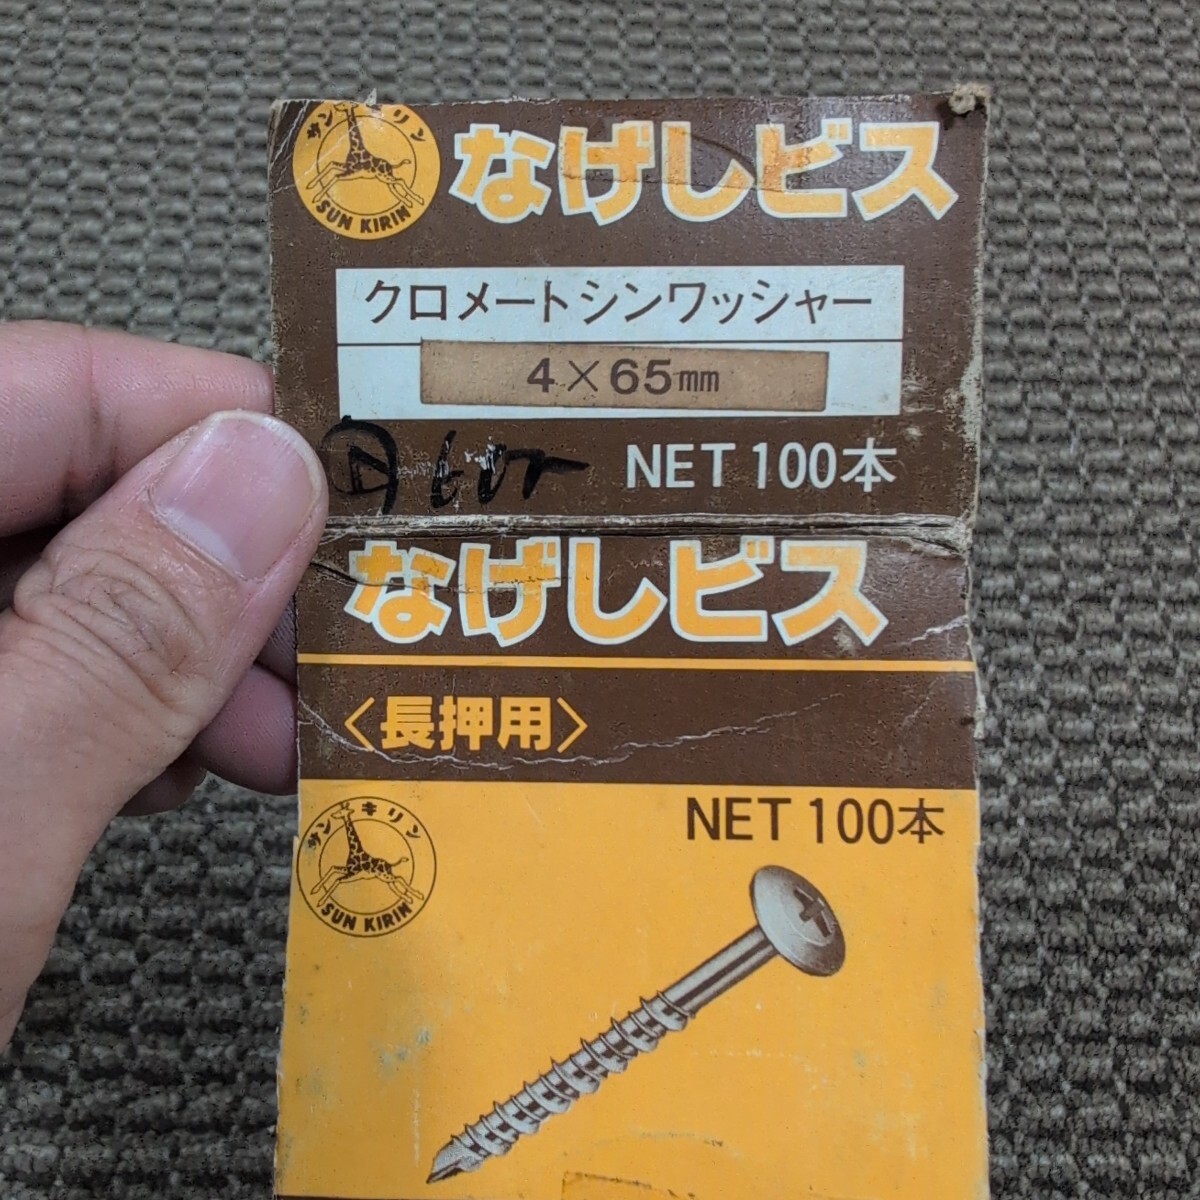 サンキリン
SUN KIRIN
なげしビス
クロメートシンワッシャー
4×65mm
NET 100本
なげしビス
〈長押用〉
サンキリン
SUN KIRIN
NET 100本